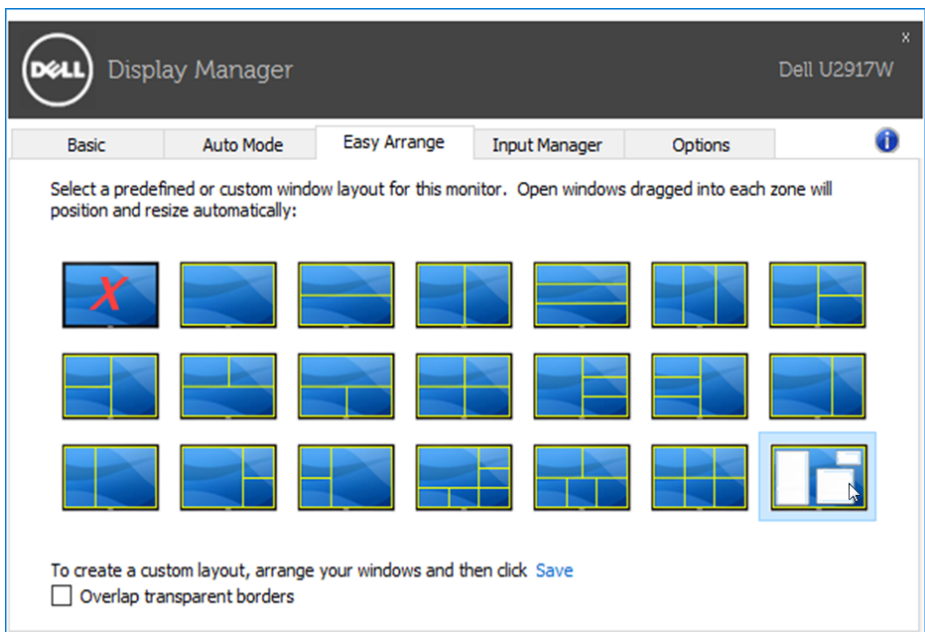 x
DELL
Display Manager
Dell U2917W
Basic
Auto Mode
Easy Arrange
Input Manager
Options
i
Select a predefined or custom window layout for this monitor. Open windows dragged into each zone will
position and resize automatically:
X
To create a custom layout, arrange your windows and then click Save
Overlap transparent borders